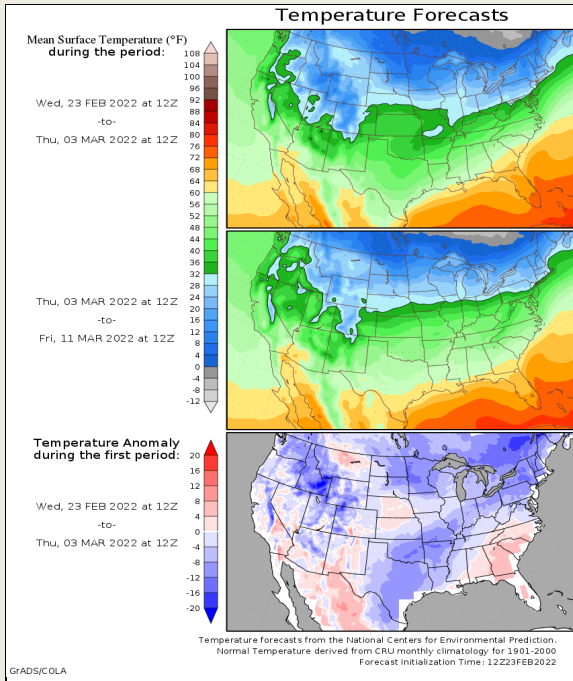 Temperature Forecasts
Mean Surface Temperature (°F)
during the period:
Wed, 23 FEB 2022 at 12Z
-to-
Thu, 03 MAR 2022 at 12Z
108
104
100
96
92
88
84
80
76
72
68
64
60
56
52
48
44
40
36
32
28
24
20
16
12
8
4
0
-4
-8
-12
Thu, 03 MAR 2022 at 12Z
-to-
Fri, 11 MAR 2022 at 12Z
Temperature Anomaly
during the first period:
Wed, 23 FEB 2022 at 12Z
-to-
Thu, 03 MAR 2022 at 12Z
20
16
12
8
4
0
-4
-8
-12
-16
-20
Temperature forecasts from the National Centers for Environmental Prediction.
Normal Temperature derived from CRU monthly climatology for 1901-2000
Forecast Initialization Time: 12Z23FEB2022
GrADS/COLA